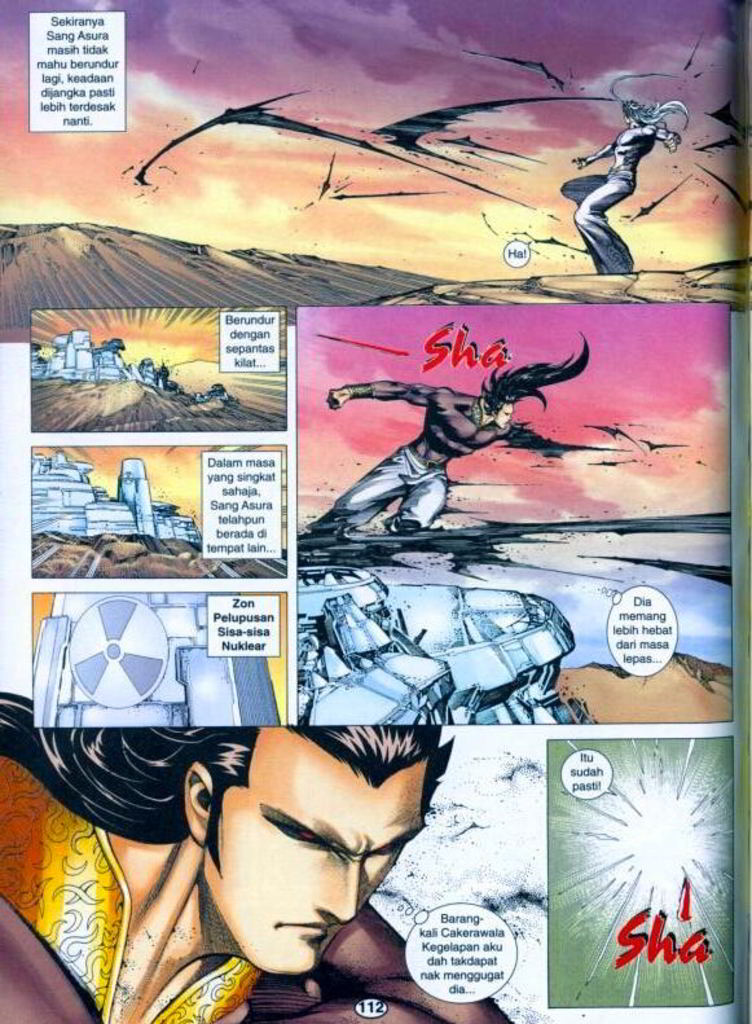 Sekiranya
Sang Asura
masih tidak
mahu berundur
lagi, keadaan
dijangka pasti
lebih terdesak
nanti.
Ha!
Berundur
dengan
sepantas
kilat...
Sha
Dalam masa
yang singkat
sahaja,
Sang Asura
telahpun
berada di
tempat lain...
Zon
Pelupusan
Sisa-sisa
Nuklear
Dia
memang
lebih hebat
dari masa
lepas...
Barang-
kali Cakerawala
Kegelapan aku
dah takdapat
nak menggugat
dia...
Itu
sudah
pasti!
Sha
112